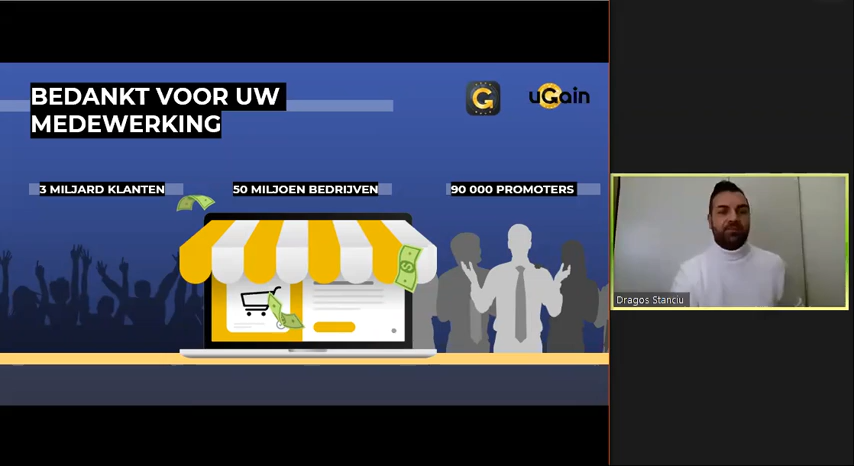 BEDANKT VOOR UW
MEDEWERKING
uGain
3 MILJARD KLANTEN
50 MILJOEN BEDRIJVEN
90 000 PROMOTERS
Dragos Stanciu